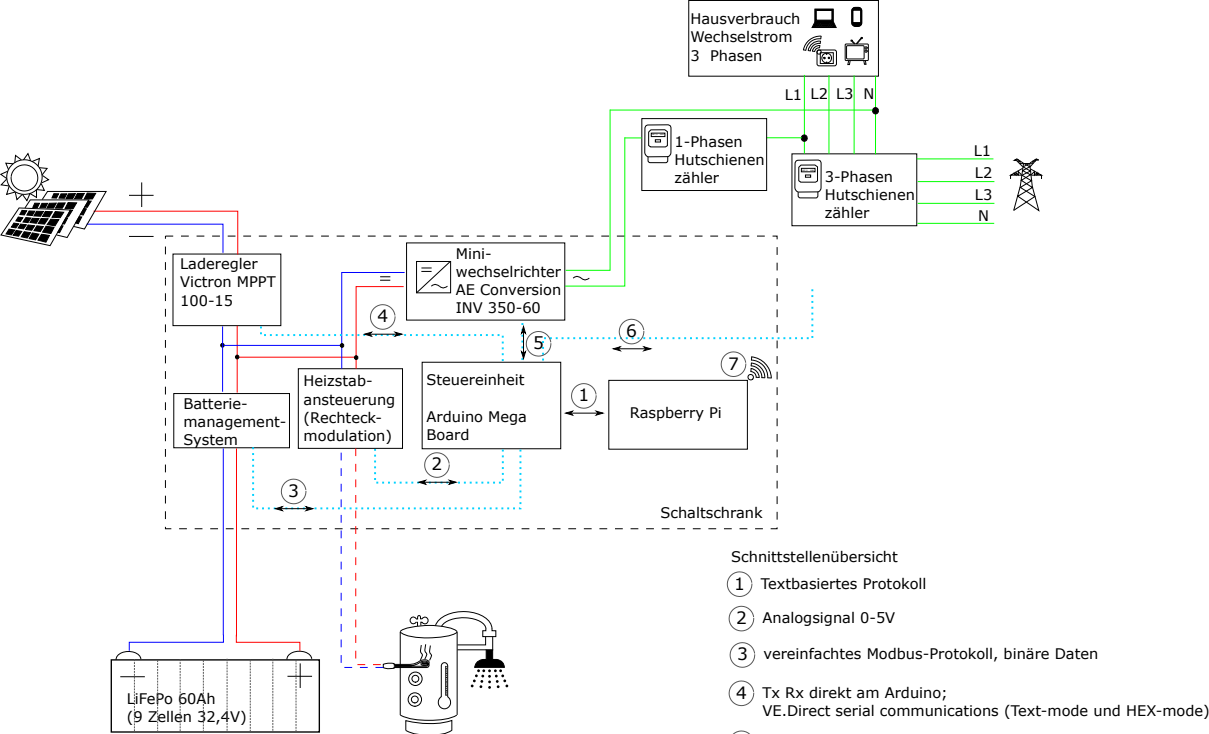 Hausverbrauch
Wechselstrom
3 Phasen
L1 L2 L3 N
1-Phasen
Hutschienen
zähler
3-Phasen
Hutschienen
zähler
L1
L2
L3
N
+
—
Laderegler
Victron MPPT
100-15
Mini-
wechselrichter
AE Conversion
INV 350-60
=
~
=
~
4
5
6
7
Heizstab-
ansteuerung
(Rechteck-
modulation)
Steuereinheit
Arduino Mega
Board
1
Raspberry Pi
Batterie-
management-
System
2
3
Schaltschrank
—
+
LiFePo 60Ah
(9 Zellen 32,4V)
Schnittstellenübersicht
1 Textbasiertes Protokoll
2 Analogsignal 0-5V
3 vereinfachtes Modbus-Protokoll, binäre Daten
4 Tx Rx direkt am Arduino;
VE.Direct serial communications (Text-mode und HEX-mode)